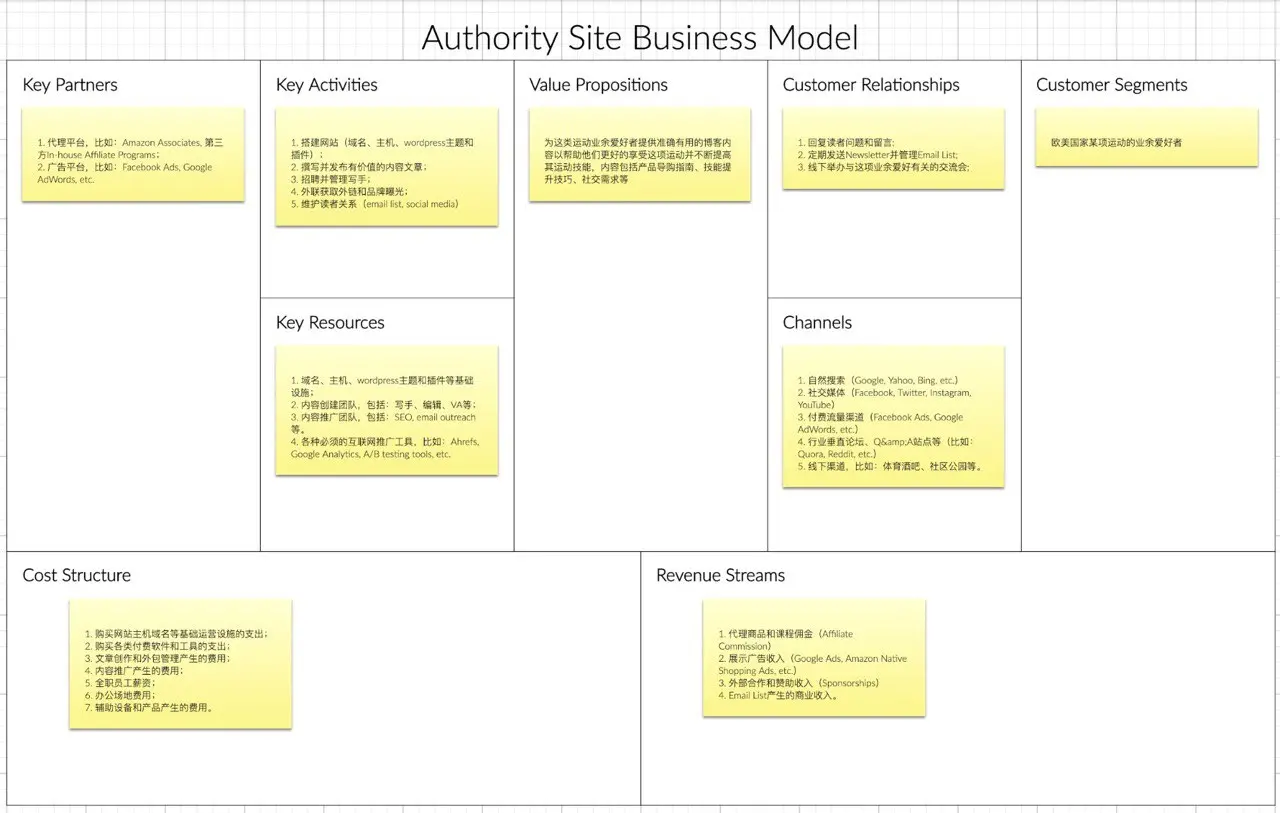 Authority Site Business Model
Key Partners
1. 代理平台，比如：Amazon Associates, 第三
方In-house Affiliate Programs；
2. 广告平台，比如：Facebook Ads, Google
AdWords, etc.
Key Activities
1. 搭建网站（域名、主机、wordpress主题和
插件）；
2. 撰写并发布有价值的内容文章；
3. 招聘并管理写手；
4. 外联获取外链和品牌曝光；
5. 维护读者关系（email list, social media）
Key Resources
1. 域名、主机、wordpress主题和插件等基础
设施；
2. 内容创建团队，包括：写手、编辑、VA等；
3. 内容推广团队，包括：SEO, email outreach
等。
4. 各种必须的互联网推广工具，比如：Ahrefs,
Google Analytics, A/B testing tools, etc.
Value Propositions
为这类运动业余爱好者提供准确有用的博客内
容以帮助他们更好的享受这项运动并不断提高
其运动技能，内容包括产品导购指南、技能提
升技巧、社交需求等
Customer Relationships
1. 回复读者问题和留言;
2. 定期发送Newsletter并管理Email List;
3. 线下举办与这项业余爱好有关的交流会;
Channels
1. 自然搜索（Google, Yahoo, Bing, etc.）
2. 社交媒体（Facebook, Twitter, Instagram,
YouTube）
3. 付费流量渠道（Facebook Ads, Google
AdWords, etc.）
4. 行业垂直论坛、Q&amp;A站点等（比如：
Quora, Reddit, etc.）
5. 线下渠道，比如：体育酒吧、社区公园等。
Customer Segments
欧美国家某项运动的业余爱好者
Cost Structure
1. 购买网站主机域名等基础运营设施的支出；
2. 购买各类付费软件和工具的支出；
3. 文章创作和外包管理产生的费用；
4. 内容推广产生的费用；
5. 全职员工薪资；
6. 办公场地费用；
7. 辅助设备和产品产生的费用。
Revenue Streams
1. 代理商品和课程佣金（Affiliate
Commission）
2. 展示广告收入（Google Ads, Amazon Native
Shopping Ads, etc.）
3. 外部合作和赞助收入（Sponsorships）
4. Email List产生的商业收入。